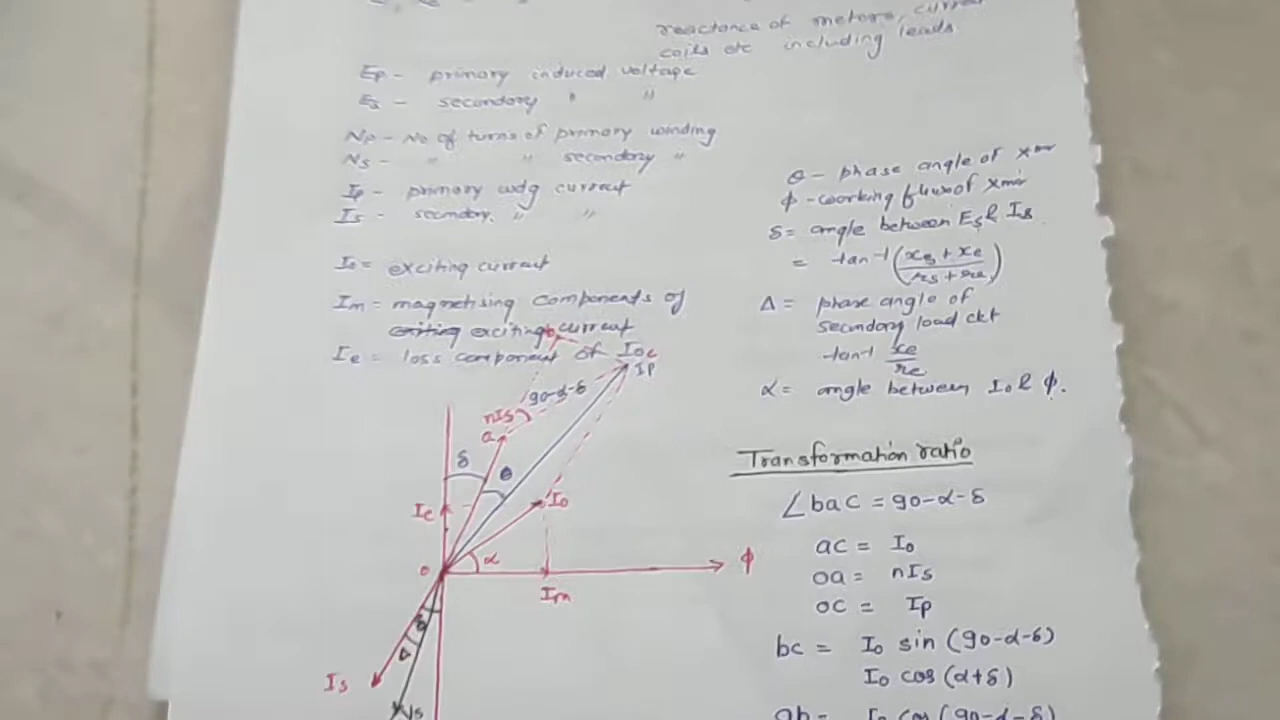 reactance of meters, current
coils etc including leads
Ep - primary induced voltage
Es - secondary " "
Np - No of turns of primary winding
Ns - " " secondary "
Ip - primary wdg current
Is - secondary " "
I₀ = exciting current
Im = magnetising components of
exciting current
Ie = loss component of I₀
θ - phase angle of xmr
ϕ - working flux of xmr
δ = angle between Es & Is
= tan-1 (xs + xe / rs + re)
Δ = phase angle of
secondary load ckt
tan-1 xe / re
α = angle between I₀ & ϕ.
b
c
Ip
90-α-δ
nIs
a
δ
θ
Ie
I₀
α
o
ϕ
Im
δ
Δ
Is
Vs
Transformation ratio
∠bac = 90-α-δ
ac = I₀
oa = nIs
oc = Ip
bc = I₀ sin (90-α-δ)
I₀ cos (α+δ)
ab = I₀ cos (90-α-δ)